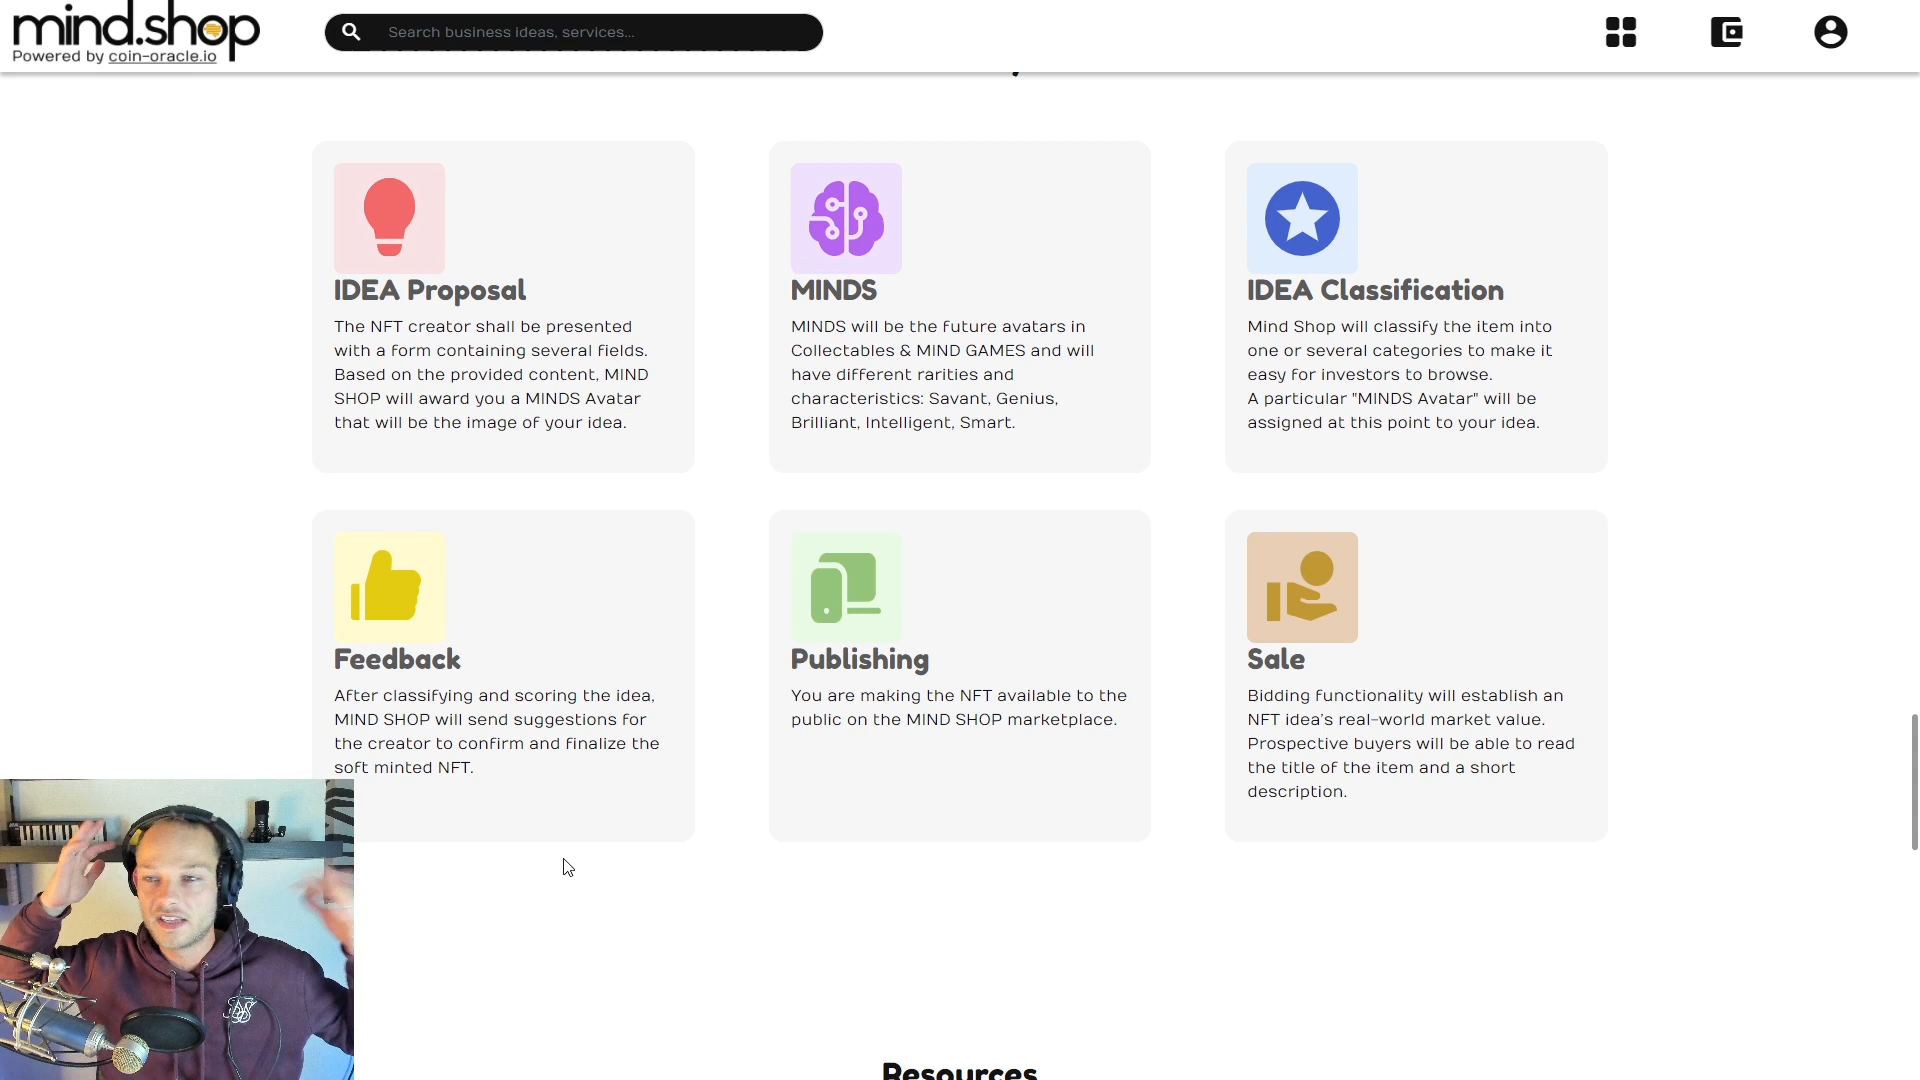 mind.shop
Powered by coin-oracle.io
Search business ideas, services...
IDEA Proposal
The NFT creator shall be presented
with a form containing several fields.
Based on the provided content, MIND
SHOP will award you a MINDS Avatar
that will be the image of your idea.
MINDS
MINDS will be the future avatars in
Collectables & MIND GAMES and will
have different rarities and
characteristics: Savant, Genius,
Brilliant, Intelligent, Smart.
IDEA Classification
Mind Shop will classify the item into
one or several categories to make it
easy for investors to browse.
A particular "MINDS Avatar" will be
assigned at this point to your idea.
Feedback
After classifying and scoring the idea,
MIND SHOP will send suggestions for
the creator to confirm and finalize the
soft minted NFT.
Publishing
You are making the NFT available to the
public on the MIND SHOP marketplace.
Sale
Bidding functionality will establish an
NFT idea’s real-world market value.
Prospective buyers will be able to read
the title of the item and a short
description.
Resources